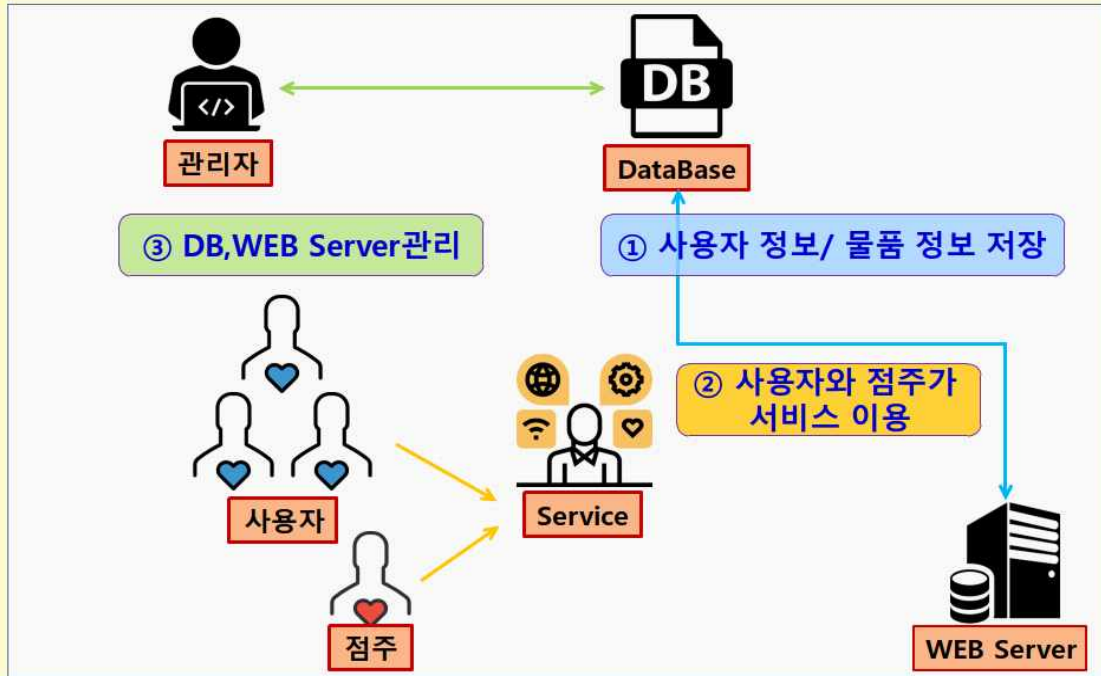 </>
DB
관리자
DataBase
③ DB,WEB Server관리
① 사용자 정보/ 물품 정보 저장
② 사용자와 점주가
서비스 이용
사용자
Service
점주
WEB Server